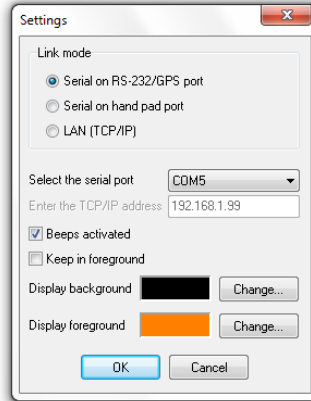 Settings
Link mode
Serial on RS-232/GPS port
Serial on hand pad port
LAN (TCP/IP)
Select the serial port COM5
Enter the TCP/IP address 192.168.1.99
Beeps activated
Keep in foreground
Display background Change...
Display foreground Change...
OK Cancel